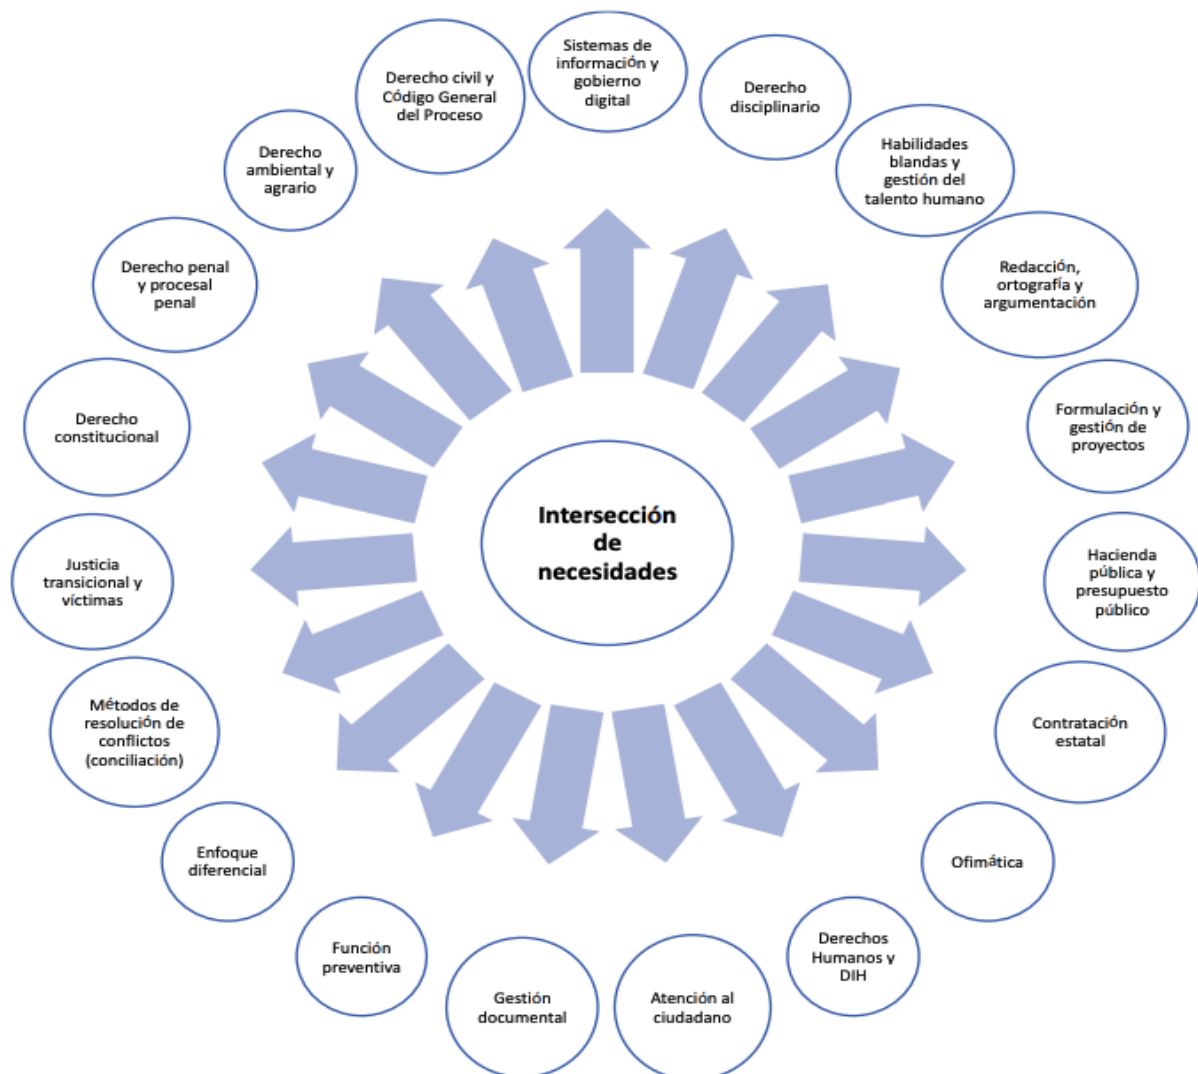 Sistemas de
información y
gobierno
digital
Derecho
disciplinario
Habilidades
blandas y
gestión del
talento humano
Redacción,
ortografía y
argumentación
Formulación y
gestión de
proyectos
Hacienda
pública y
presupuesto
público
Contratación
estatal
Ofimática
Derechos
Humanos y
DIH
Atención al
ciudadano
Gestión
documental
Función
preventiva
Enfoque
diferencial
Métodos de
resolución de
conflictos
(conciliación)
Justicia
transicional y
víctimas
Derecho
constitucional
Derecho penal
y procesal
penal
Derecho
ambiental y
agrario
Derecho civil y
Código General
del Proceso
Intersección
de
necesidades